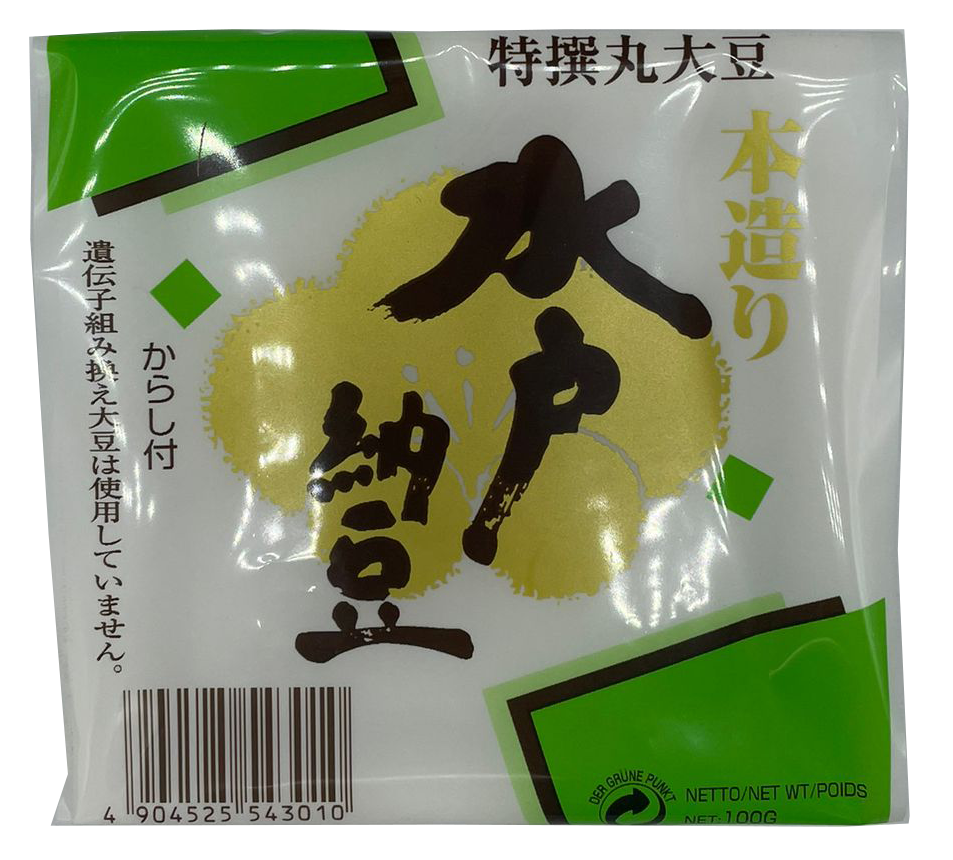 特撰丸大豆
本造り
水戸
納豆
からし付
遺伝子組み換え大豆は使用していません。
4 904525 543010
DER GRÜNE PUNKT
NETTO/NET WT/POIDS
NET:100G